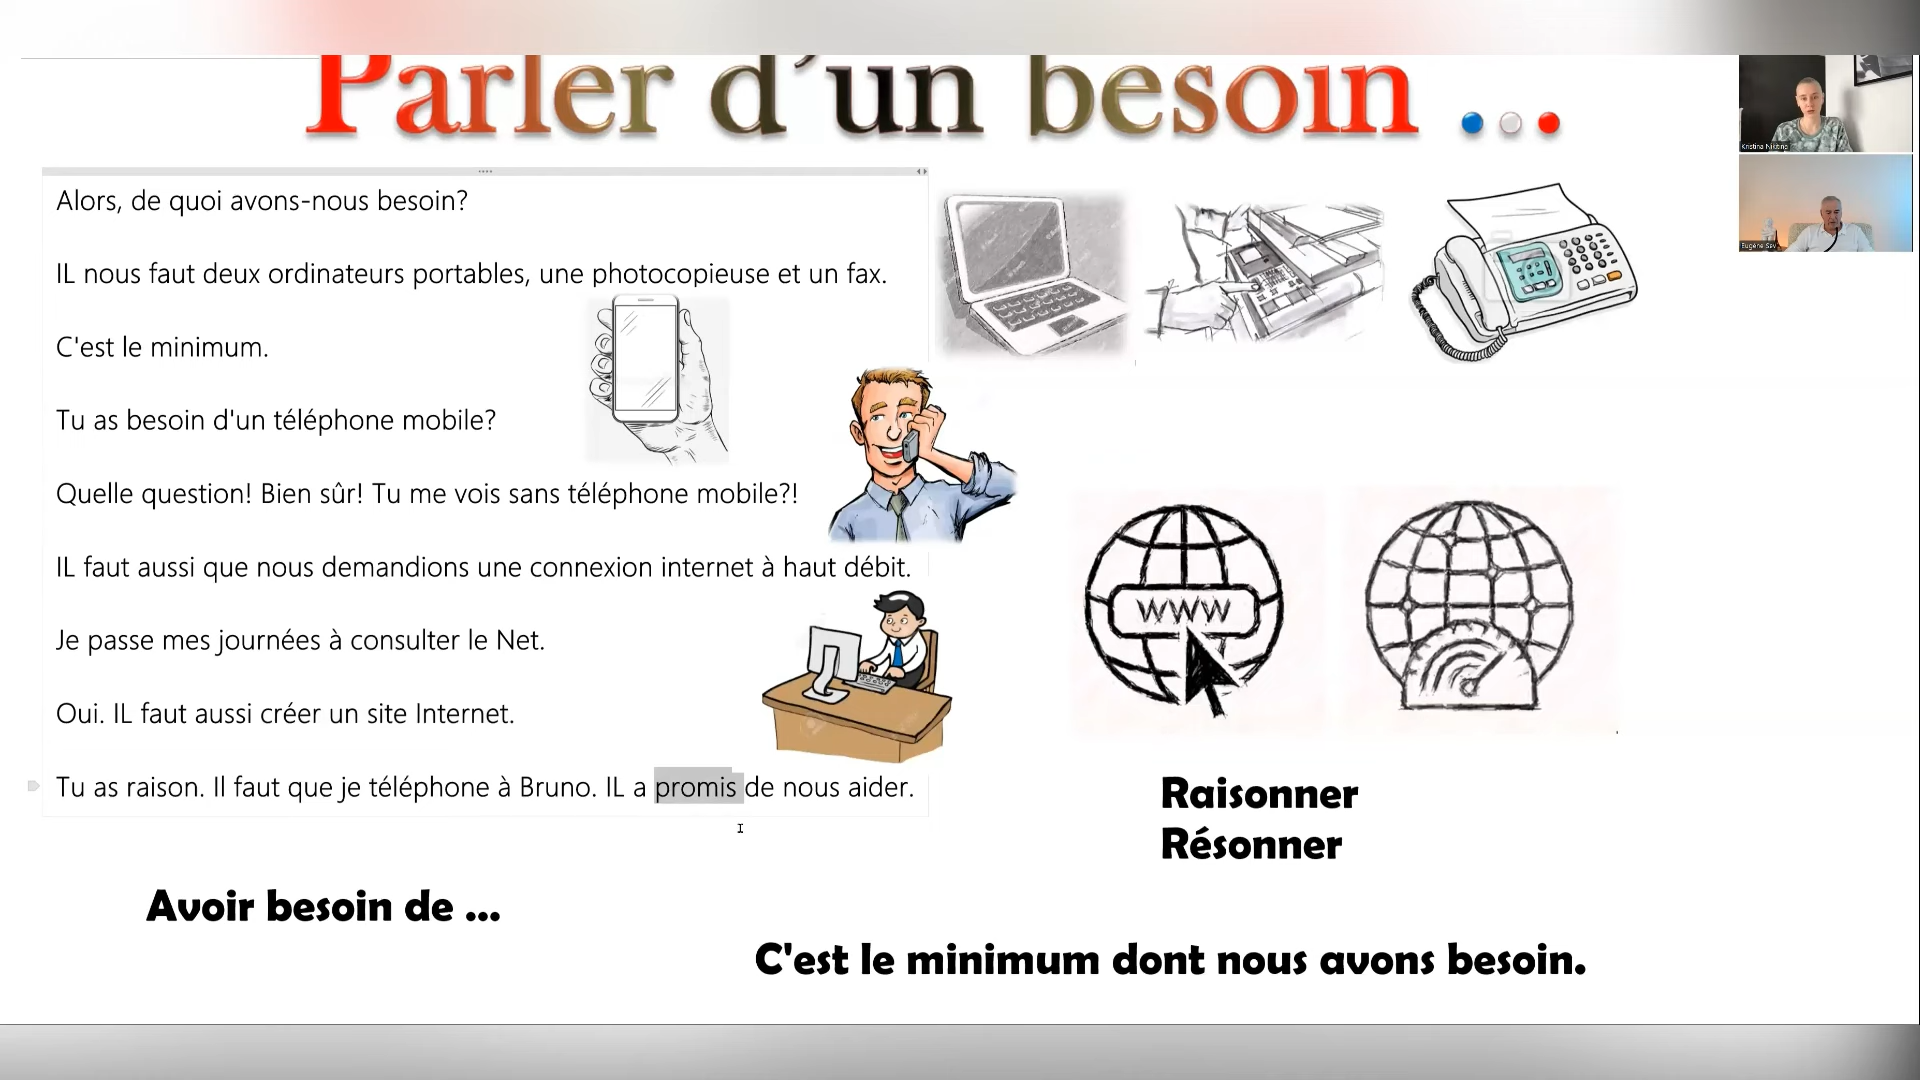 Parler d'un besoin ...
Kristina Nikitina
Eugène Sav
Alors, de quoi avons-nous besoin?
IL nous faut deux ordinateurs portables, une photocopieuse et un fax.
C'est le minimum.
Tu as besoin d'un téléphone mobile?
Quelle question! Bien sûr! Tu me vois sans téléphone mobile?!
IL faut aussi que nous demandions une connexion internet à haut débit.
Je passe mes journées à consulter le Net.
Oui. IL faut aussi créer un site Internet.
Tu as raison. Il faut que je téléphone à Bruno. IL a promis de nous aider.
www
Raisonner
Résonner
Avoir besoin de ...
C'est le minimum dont nous avons besoin.